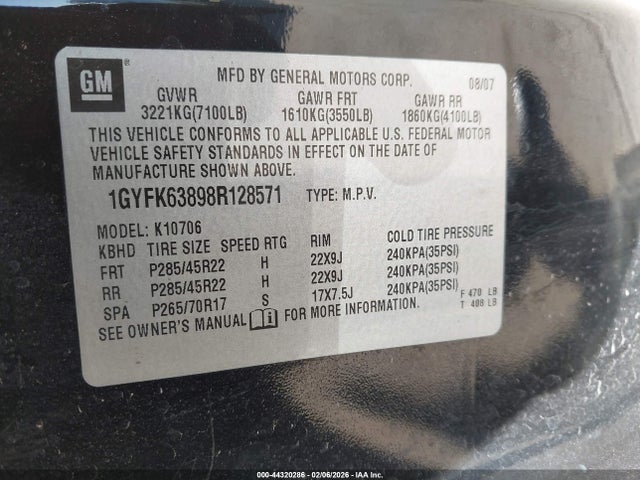 GM ®
MFD BY GENERAL MOTORS CORP. 08/07
GVWR GAWR FRT GAWR RR
3221KG(7100LB) 1610KG(3550LB) 1860KG(4100LB)
THIS VEHICLE CONFORMS TO ALL APPLICABLE U.S. FEDERAL MOTOR
VEHICLE SAFETY STANDARDS IN EFFECT ON THE DATE OF
MANUFACTURE SHOWN ABOVE.
1GYFK63898R128571 TYPE: M.P.V.
MODEL: K10706
KBHD TIRE SIZE SPEED RTG RIM COLD TIRE PRESSURE
FRT P285/45R22 H 22X9J 240KPA(35PSI)
RR P285/45R22 H 22X9J 240KPA(35PSI)
SPA P265/70R17 S 17X7.5J 240KPA(35PSI)
SEE OWNER'S MANUAL i FOR MORE INFORMATION.
F 470 LB
T 408 LB
000-44320286 - 02/06/2026 - IAA Inc.